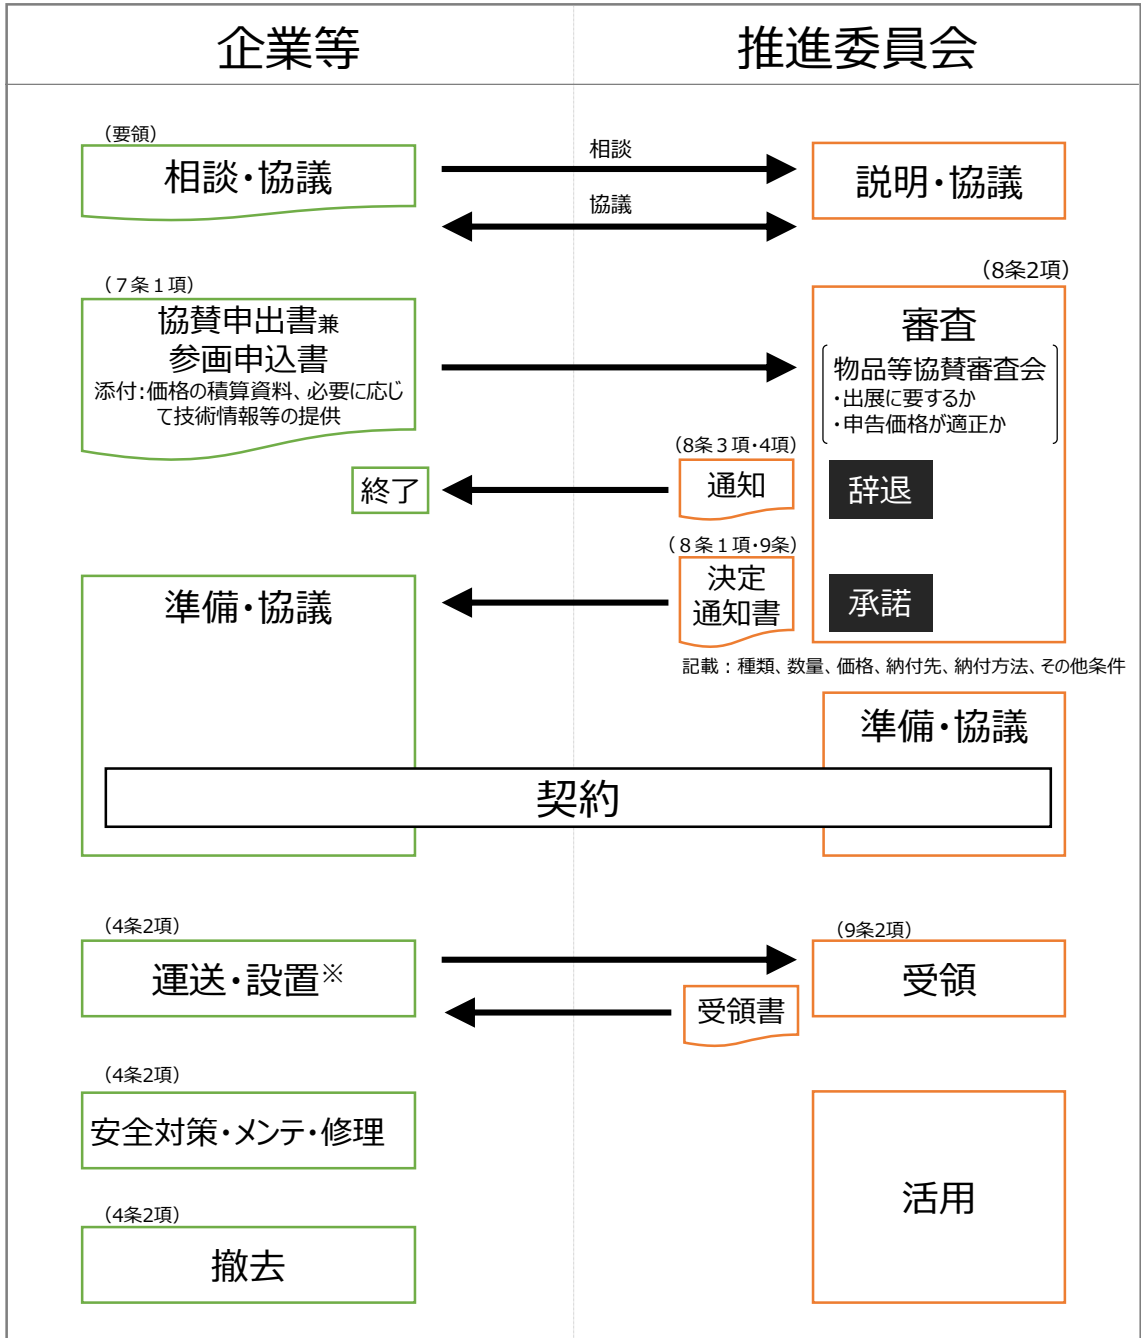 企業等
推進委員会
（要領）
相談・協議
相談
協議
説明・協議
（７条１項）
協賛申出書兼
参画申込書
添付：価格の積算資料、必要に応じ
て技術情報等の提供
（8条2項）
審査
物品等協賛審査会
・出展に要するか
・申告価格が適正か
（8条３項・4項）
終了
通知
辞退
（８条１項・9条）
決定
通知書
承諾
準備・協議
記載：種類、数量、価格、納付先、納付方法、その他条件
準備・協議
契約
（4条2項）
運送・設置※
（9条2項）
受領
受領書
（4条2項）
安全対策・メンテ・修理
活用
（4条2項）
撤去